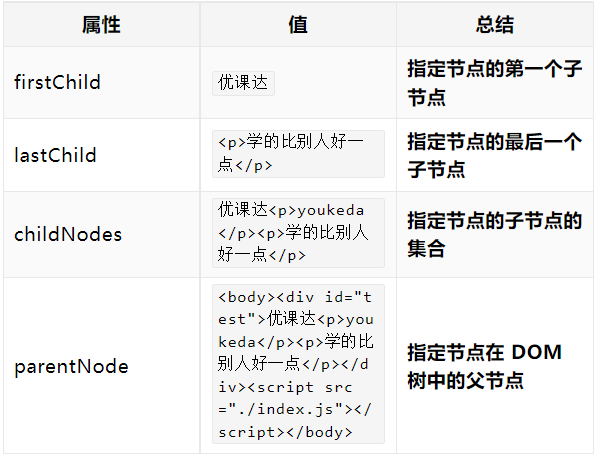 属性 值 总结
firstChild
优课达
指定节点的第一个子
节点
lastChild
<p>学的比别人好一
点</p>
指定节点的最后一个
子节点
childNodes
优课达<p>youkeda
</p><p>学的比别人
好一点</p>
指定节点的子节点的
集合
parentNode
<body><div id="t
est">优课达<p>you
keda</p><p>学的比
别人好一点</p></d
iv><script src
="./index.js"></
script></body>
指定节点在 DOM
树中的父节点